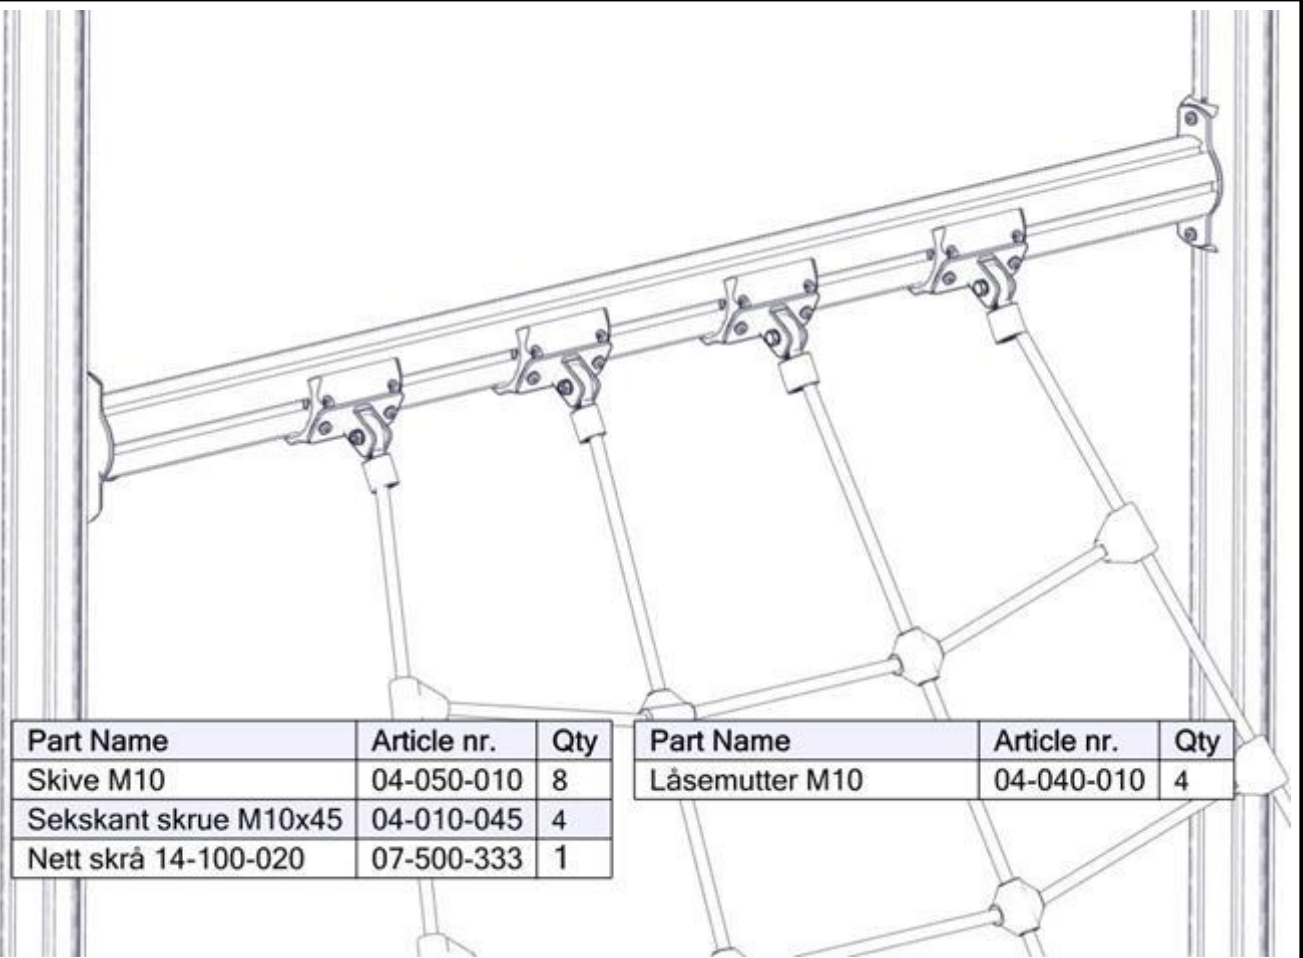 Part Name Article nr. Qty
Skive M10 04-050-010 8
Sekskant skrue M10x45 04-010-045 4
Nett skrå 14-100-020 07-500-333 1
Part Name Article nr. Qty
Låsemutter M10 04-040-010 4